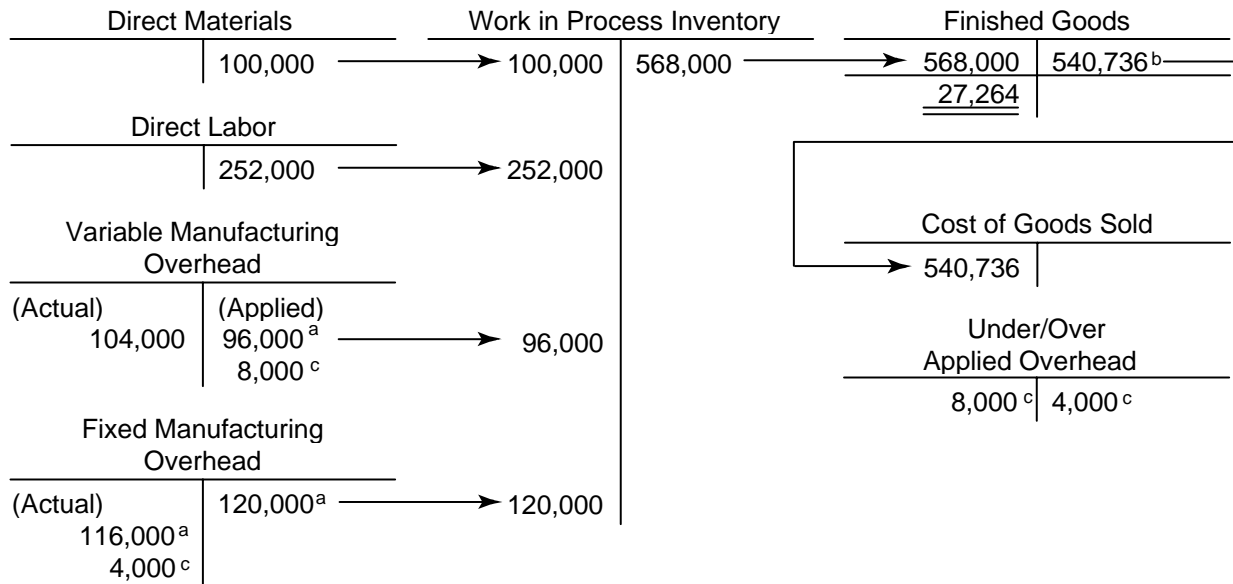 Direct Materials
100,000
Direct Labor
252,000
Variable Manufacturing
Overhead
(Actual) (Applied)
104,000 96,000 a
8,000 c
Fixed Manufacturing
Overhead
(Actual) 120,000 a
116,000 a
4,000 c
Work in Process Inventory
100,000 568,000
252,000
96,000
120,000
Finished Goods
568,000 540,736 b
27,264
Cost of Goods Sold
540,736
Under/Over
Applied Overhead
8,000 c 4,000 c